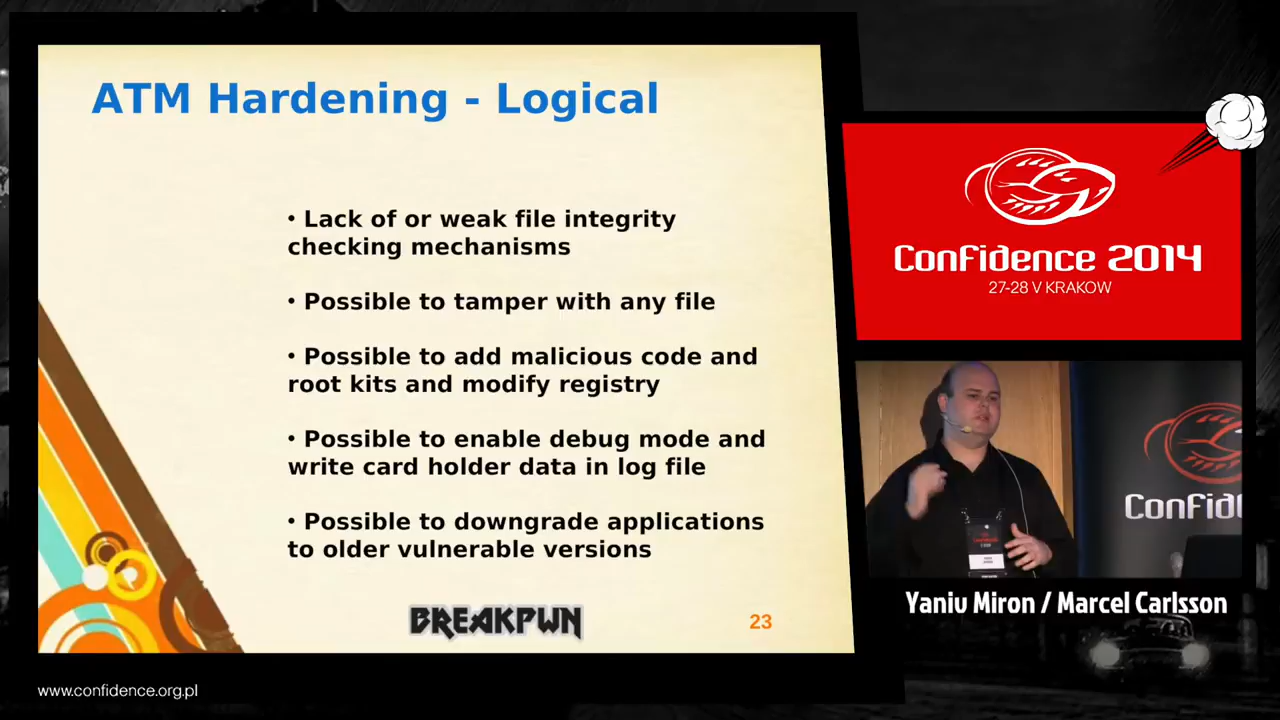 ATM Hardening - Logical
• Lack of or weak file integrity
checking mechanisms
• Possible to tamper with any file
• Possible to add malicious code and
root kits and modify registry
• Possible to enable debug mode and
write card holder data in log file
• Possible to downgrade applications
to older vulnerable versions
BREAKPWN
23
Confidence 2014
27-28 V KRAKOW
Confid
Yaniv Miron / Marcel Carlsson
www.confidence.org.pl